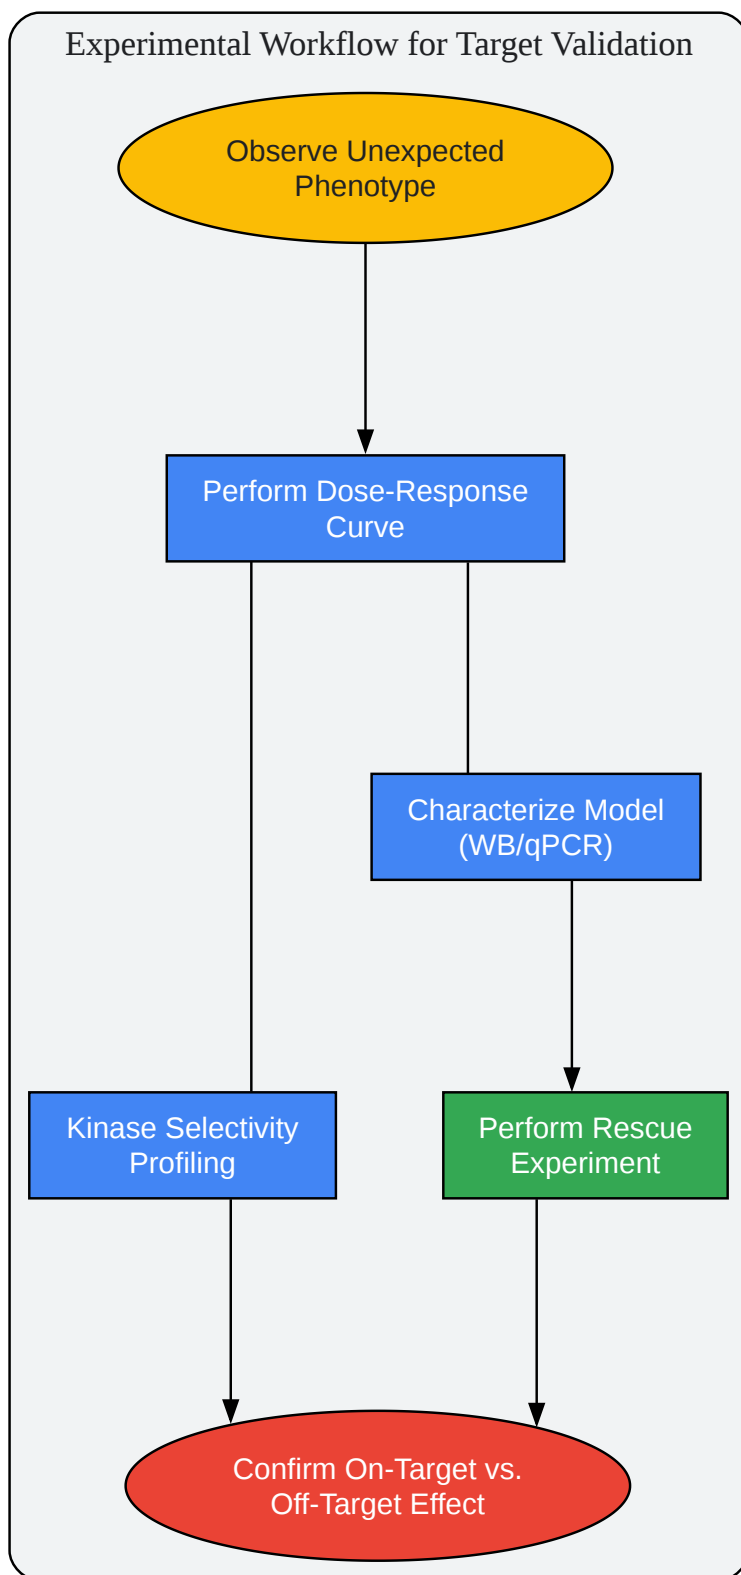 Experimental Workflow for Target Validation
Observe Unexpected
Phenotype
Perform Dose-Response
Curve
Characterize Model
(WB/qPCR)
Kinase Selectivity
Profiling
Perform Rescue
Experiment
Confirm On-Target vs.
Off-Target Effect